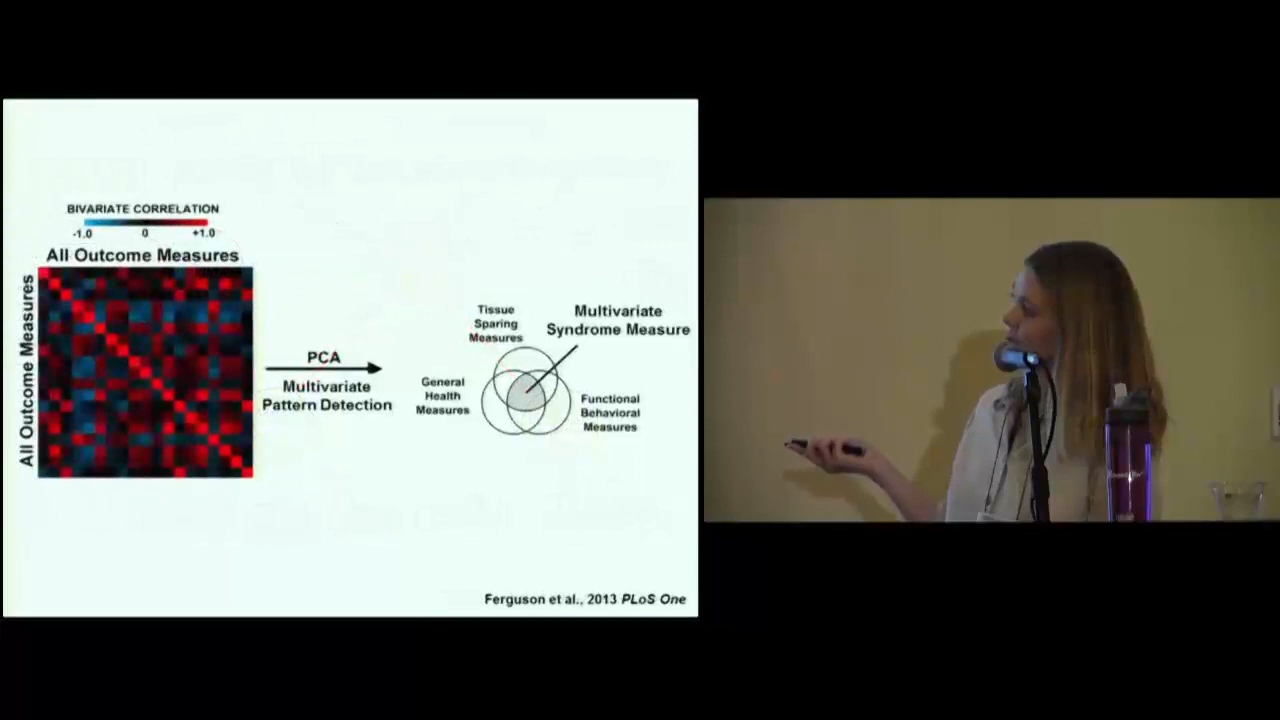 BIVARIATE CORRELATION
-1.0 0 +1.0
All Outcome Measures
All Outcome Measures
PCA
Multivariate
Pattern Detection
Tissue
Sparing
Measures
Multivariate
Syndrome Measure
General
Health
Measures
Functional
Behavioral
Measures
Ferguson et al., 2013 PLoS One